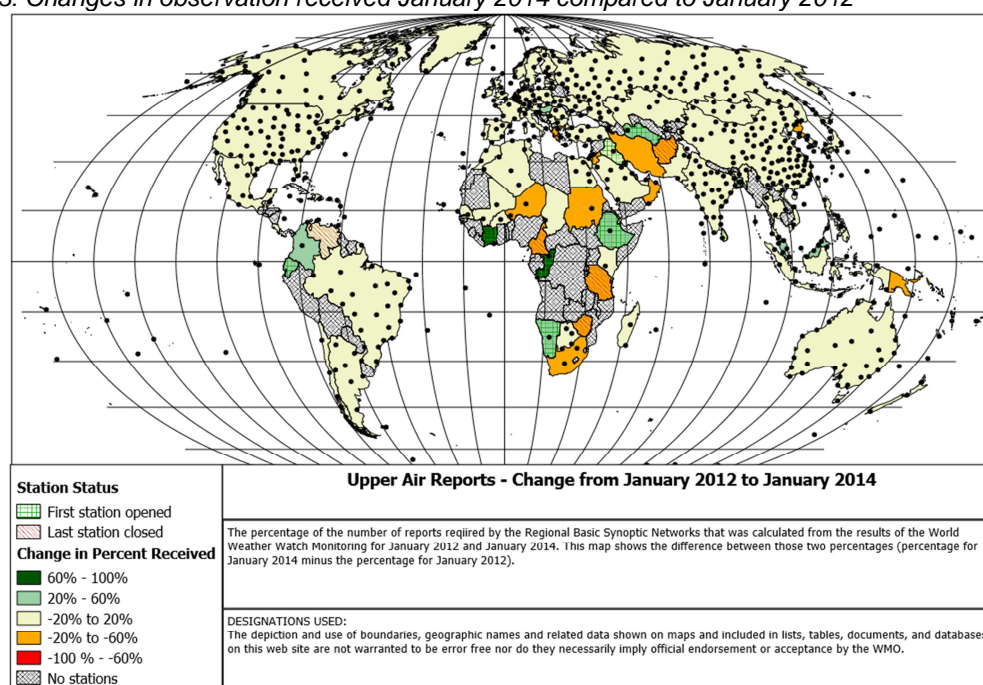 3. Changes in observation received January 2014 compared to January 2012
Station Status
First station opened
Last station closed
Change in Percent Received
60% - 100%
20% - 60%
-20% to 20%
-20% to -60%
-100 % - -60%
No stations
Upper Air Reports - Change from January 2012 to January 2014
The percentage of the number of reports reqiired by the Regional Basic Synoptic Networks that was calculated from the results of the World
Weather Watch Monitoring for January 2012 and January 2014. This map shows the difference between those two percentages (percentage for
January 2014 minus the percentage for January 2012).
DESIGNATIONS USED:
The depiction and use of boundaries, geographic names and related data shown on maps and included in lists, tables, documents, and databases
on this web site are not warranted to be error free nor do they necessarily imply official endorsement or acceptance by the WMO.